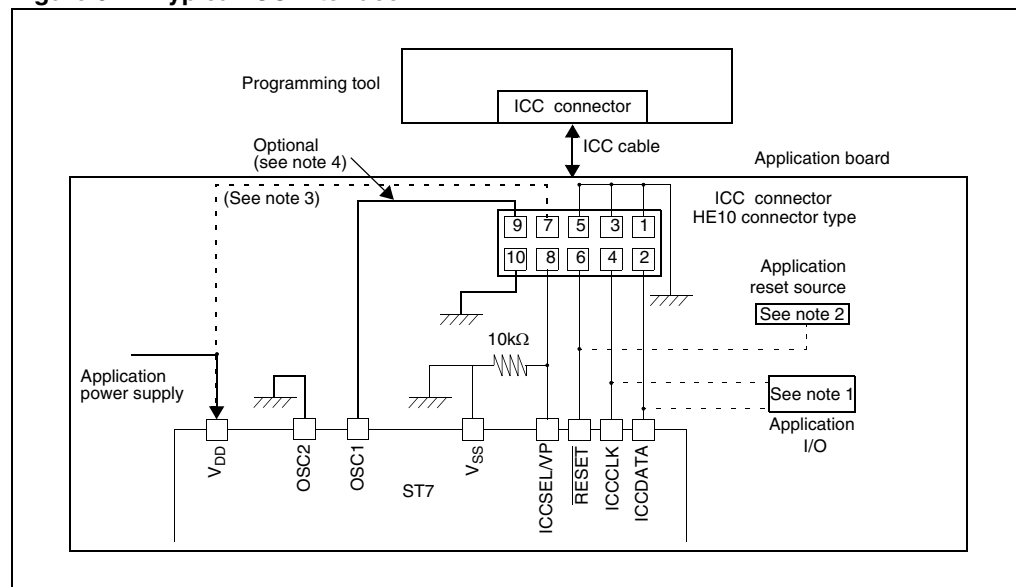 Programming tool
ICC connector
Optional
(see note 4)
ICC cable
Application board
(See note 3)
ICC connector
HE10 connector type
9 7 5 3 1
10 8 6 4 2
Application
reset source
See note 2
10kΩ
Application
power supply
See note 1
Application
I/O
VDD
OSC2
OSC1
VSS
ICCSEL/VP
RESET
ICCCLK
ICCDATA
ST7